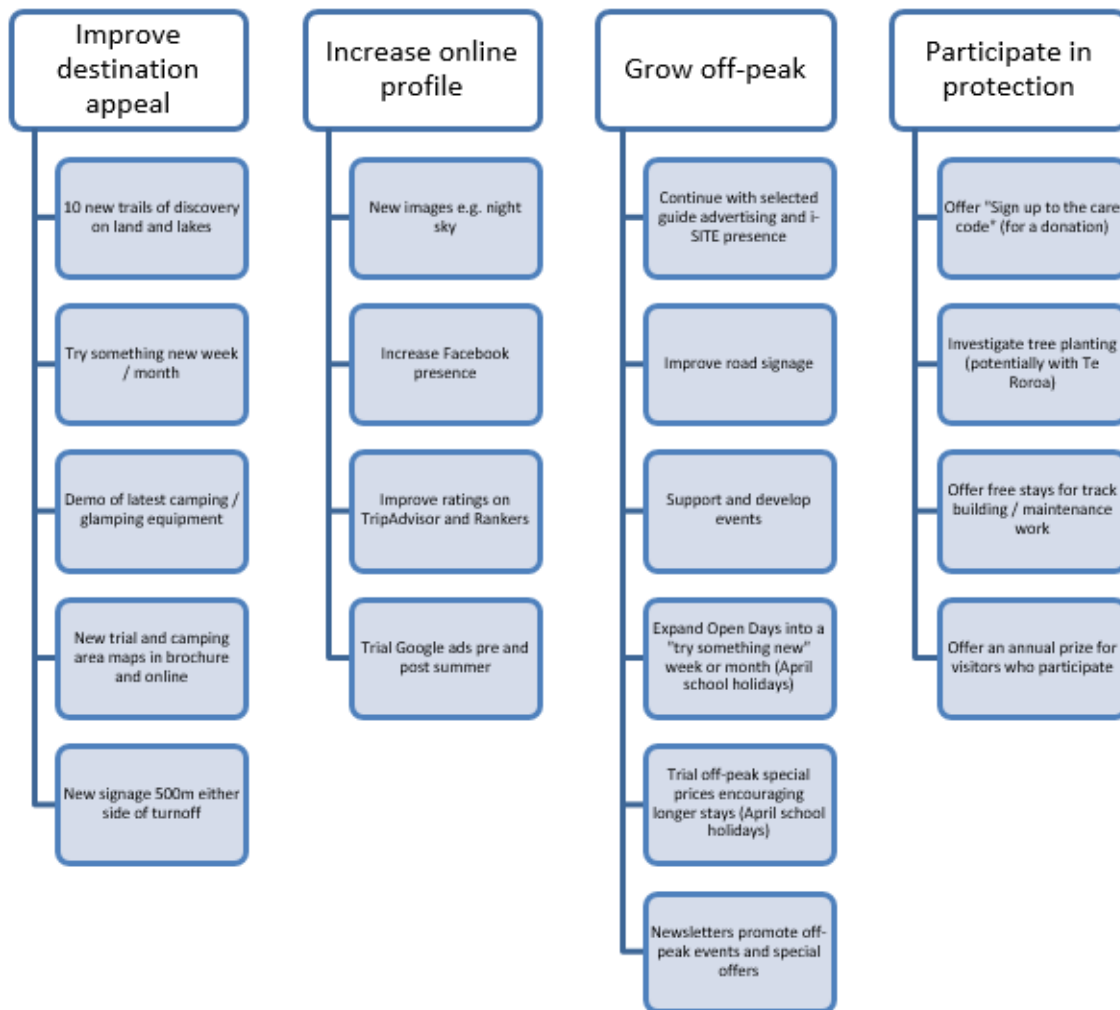 Improve
destination
appeal
10 new trails of discovery
on land and lakes
Try something new week
/ month
Demo of latest camping /
glamping equipment
New trial and camping
area maps in brochure
and online
New signage 500m either
side of turnoff
Increase online
profile
New images e.g. night
sky
Increase Facebook
presence
Improve ratings on
TripAdvisor and Rankers
Trial Google ads pre and
post summer
Grow off-peak
Continue with selected
guide advertising and i-
SITE presence
Improve road signage
Support and develop
events
Expand Open Days into a
"try something new"
week or month (April
school holidays)
Trial off-peak special
prices encouraging
longer stays (April school
holidays)
Newsletters promote off-
peak events and special
offers
Participate in
protection
Offer "Sign up to the care
code" (for a donation)
Investigate tree planting
(potentially with Te
Roroa)
Offer free stays for track
building / maintenance
work
Offer an annual prize for
visitors who participate